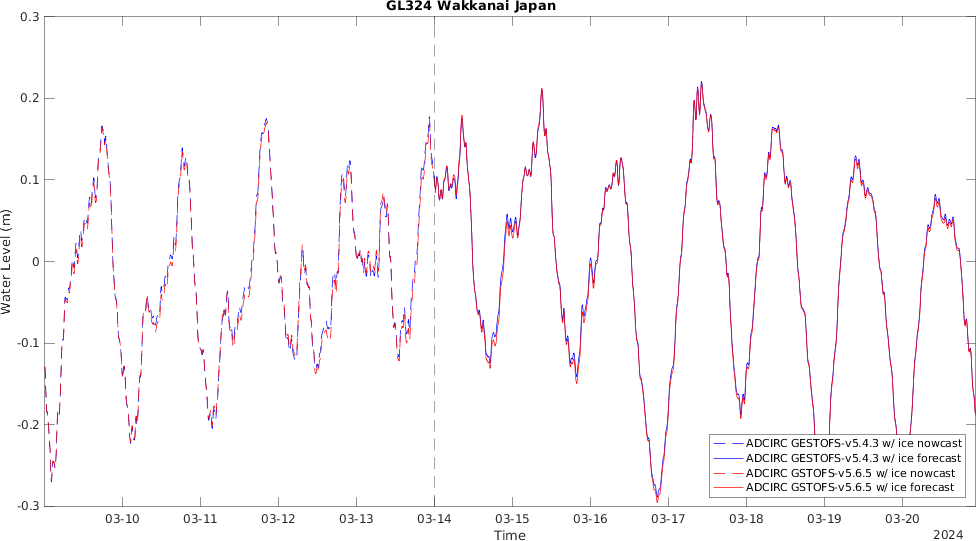 GL324 Wakkanai Japan
0.3
0.2
0.1
0
-0.1
-0.2
-0.3
Water Level (m)
03-10
03-11
03-12
03-13
03-14
03-15
03-16
03-17
03-18
03-19
03-20
Time
2024
ADCIRC GESTOFS-v5.4.3 w/ ice nowcast
ADCIRC GESTOFS-v5.4.3 w/ ice forecast
ADCIRC GSTOFS-v5.6.5 w/ ice nowcast
ADCIRC GSTOFS-v5.6.5 w/ ice forecast